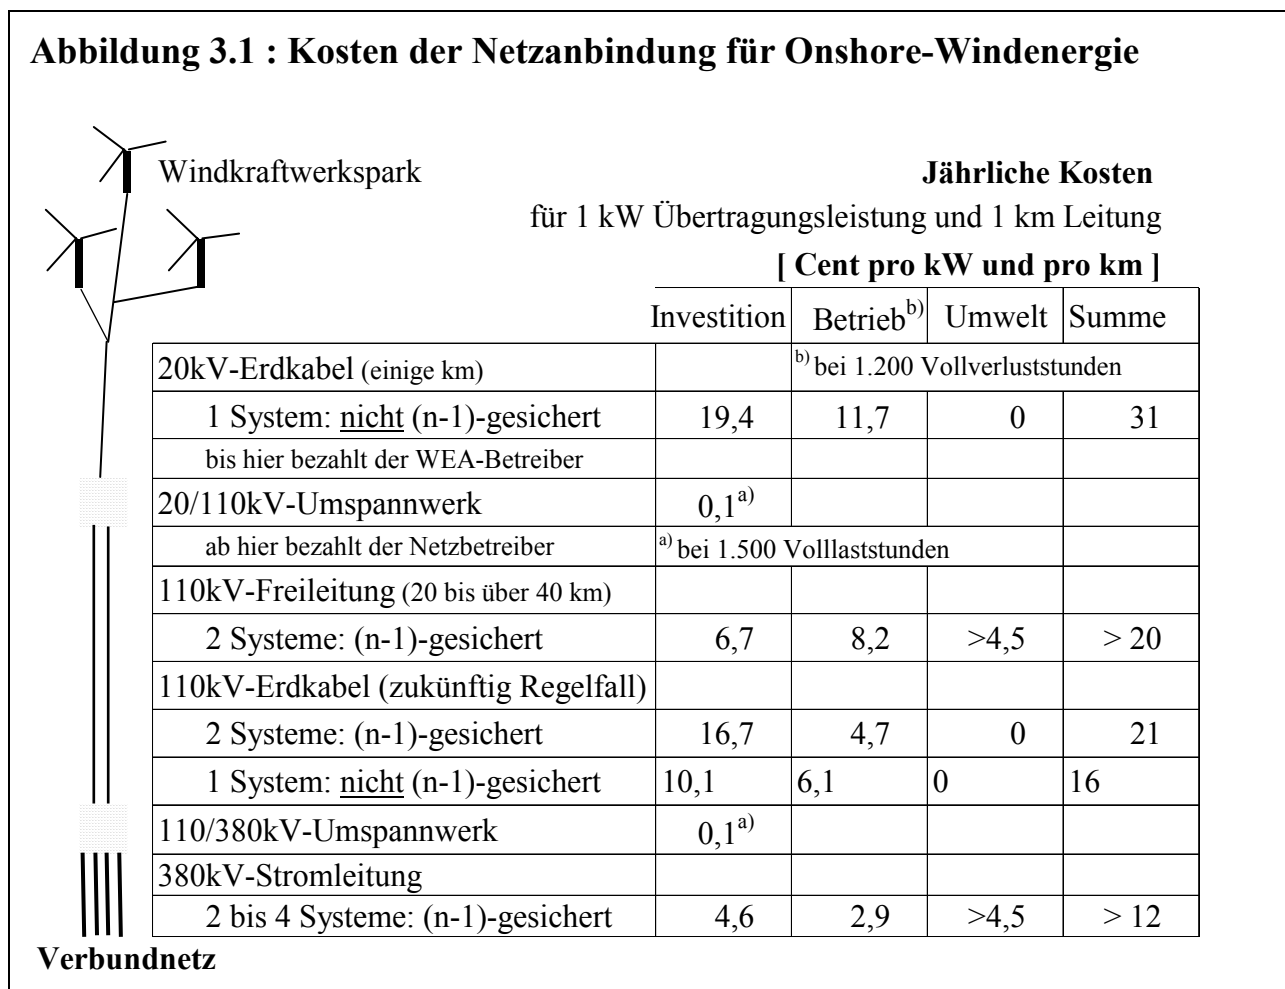 Abbildung 3.1 : Kosten der Netzanbindung für Onshore-Windenergie
Windkraftwerkspark
Jährliche Kosten
für 1 kW Übertragungsleistung und 1 km Leitung
[ Cent pro kW und pro km ]
Investition Betrieb b) Umwelt Summe
20kV-Erdkabel (einige km) b) bei 1.200 Vollverluststunden
1 System: nicht (n-1)-gesichert 19,4 11,7 0 31
bis hier bezahlt der WEA-Betreiber
20/110kV-Umspannwerk 0,1 a)
ab hier bezahlt der Netzbetreiber a) bei 1.500 Volllaststunden
110kV-Freileitung (20 bis über 40 km)
2 Systeme: (n-1)-gesichert 6,7 8,2 >4,5 > 20
110kV-Erdkabel (zukünftig Regelfall)
2 Systeme: (n-1)-gesichert 16,7 4,7 0 21
1 System: nicht (n-1)-gesichert 10,1 6,1 0 16
110/380kV-Umspannwerk 0,1 a)
380kV-Stromleitung
2 bis 4 Systeme: (n-1)-gesichert 4,6 2,9 >4,5 > 12
Verbundnetz